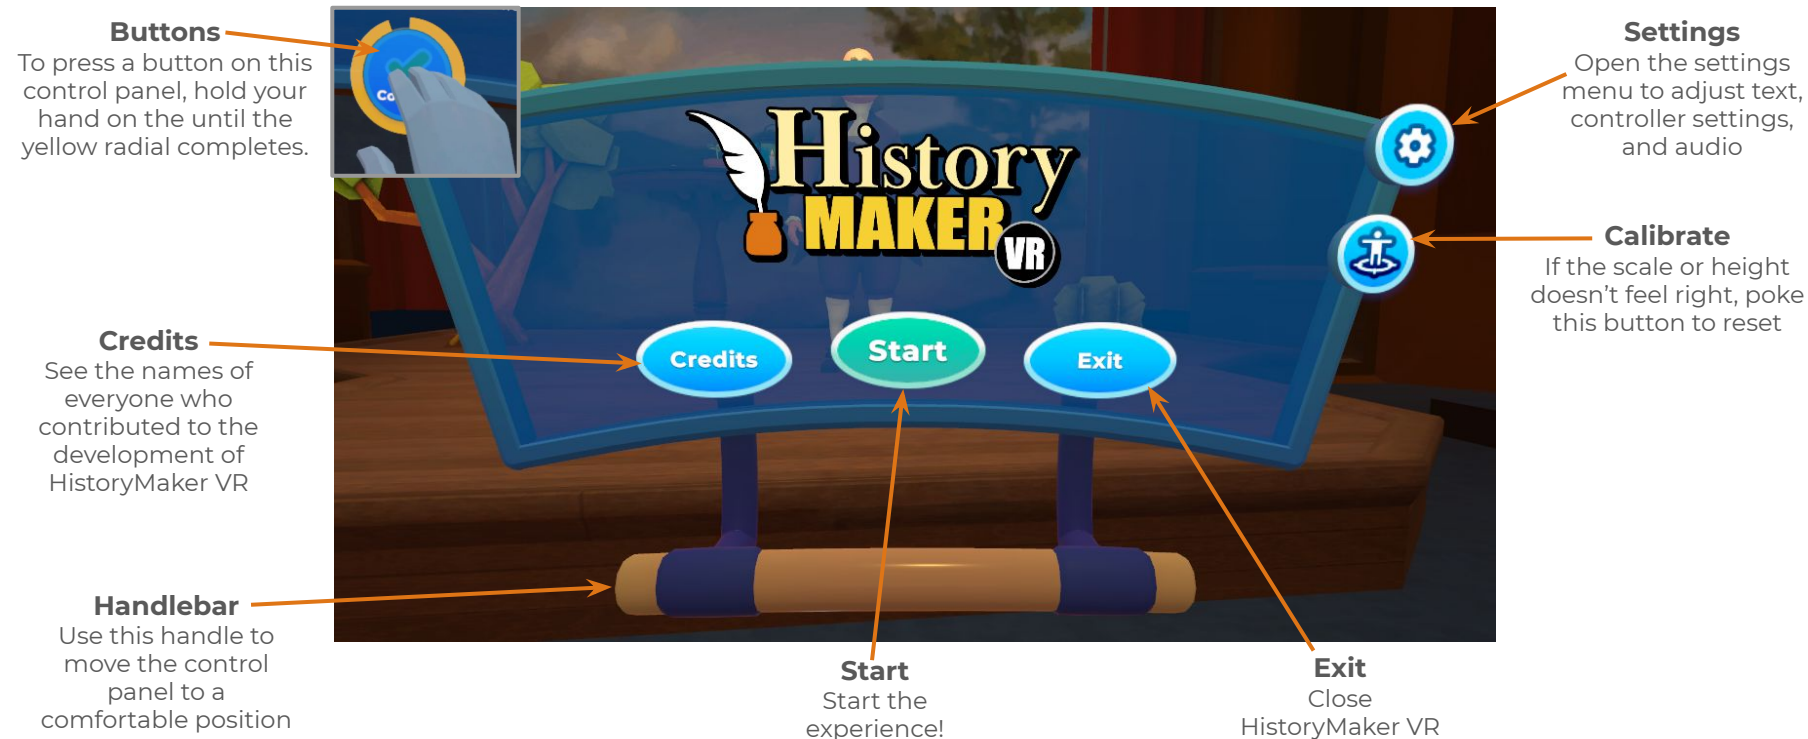 Buttons
To press a button on this
control panel, hold your
hand on the until the
yellow radial completes.
Co
Settings
Open the settings
menu to adjust text,
controller settings,
and audio
History
MAKER
VR
Calibrate
If the scale or height
doesn't feel right, poke
this button to reset
Credits
See the names of
everyone who
contributed to the
development of
HistoryMaker VR
Credits
Start
Exit
Handlebar
Use this handle to
move the control
panel to a
comfortable position
Start
Start the
experience!
Exit
Close
HistoryMaker VR